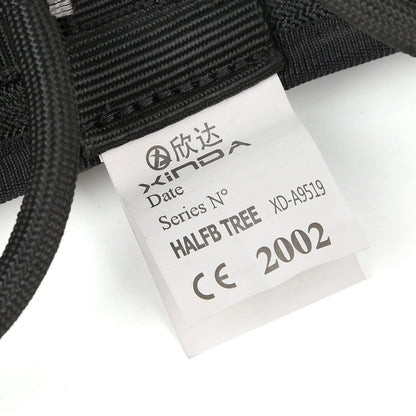 欣达
XINDA
Date
Series N°
HALFB TREE XD-A9519
CE 2002